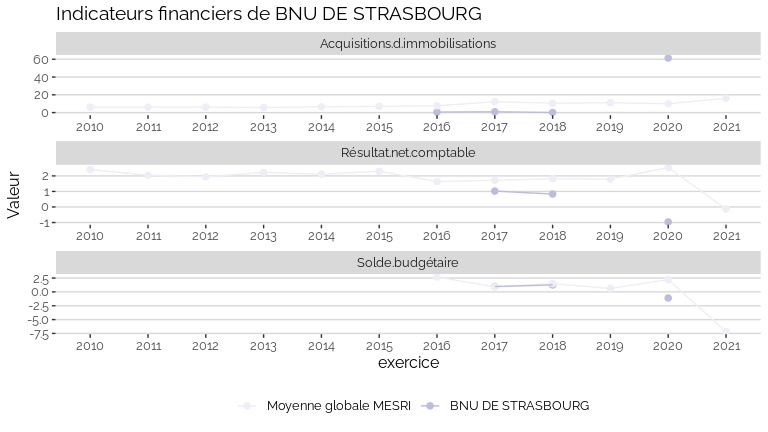 Indicateurs financiers de BNU DE STRASBOURG
Acquisitions.d.immobilisations
60
40
20
0
2010 2011 2012 2013 2014 2015 2016 2017 2018 2019 2020 2021
Résultat.net.comptable
2
1
0
-1
2010 2011 2012 2013 2014 2015 2016 2017 2018 2019 2020 2021
Valeur
Solde.budgétaire
2.5
0.0
-2.5
-5.0
-7.5
2010 2011 2012 2013 2014 2015 2016 2017 2018 2019 2020 2021
exercice
Moyenne globale MESRI BNU DE STRASBOURG